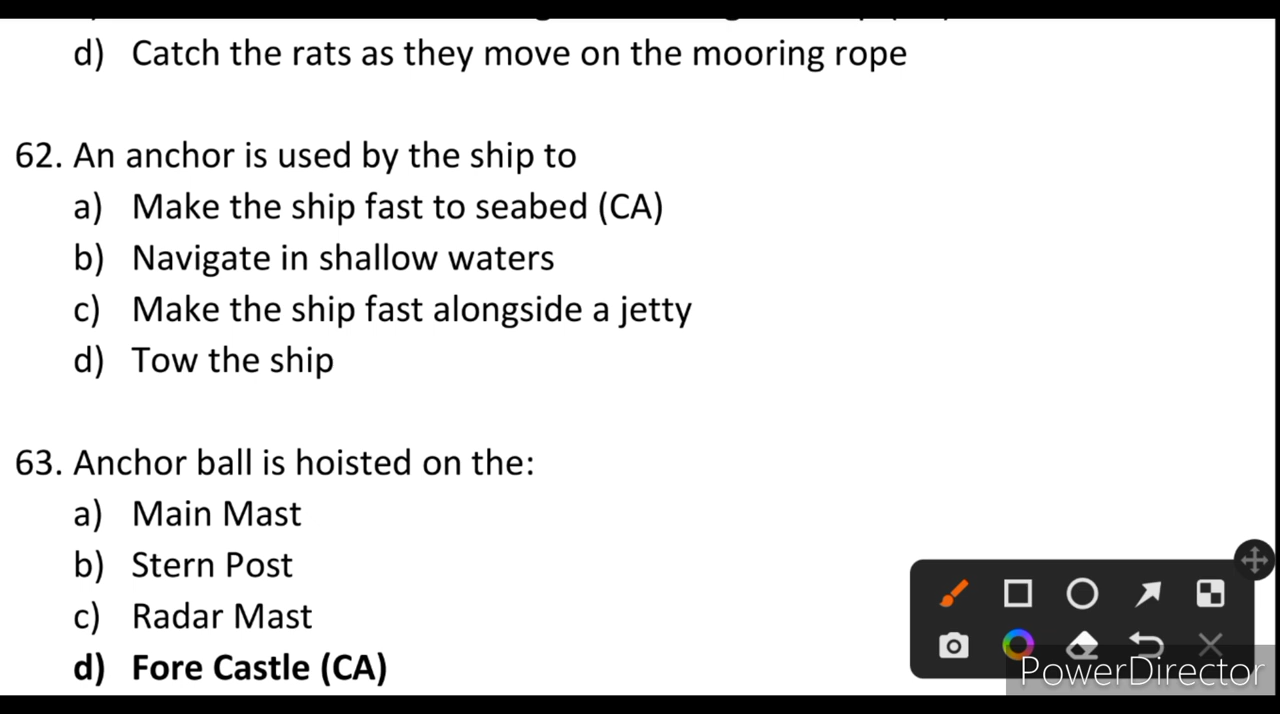 d) Catch the rats as they move on the mooring rope
62. An anchor is used by the ship to
a) Make the ship fast to seabed (CA)
b) Navigate in shallow waters
c) Make the ship fast alongside a jetty
d) Tow the ship
63. Anchor ball is hoisted on the:
a) Main Mast
b) Stern Post
c) Radar Mast
d) Fore Castle (CA)
PowerDirector